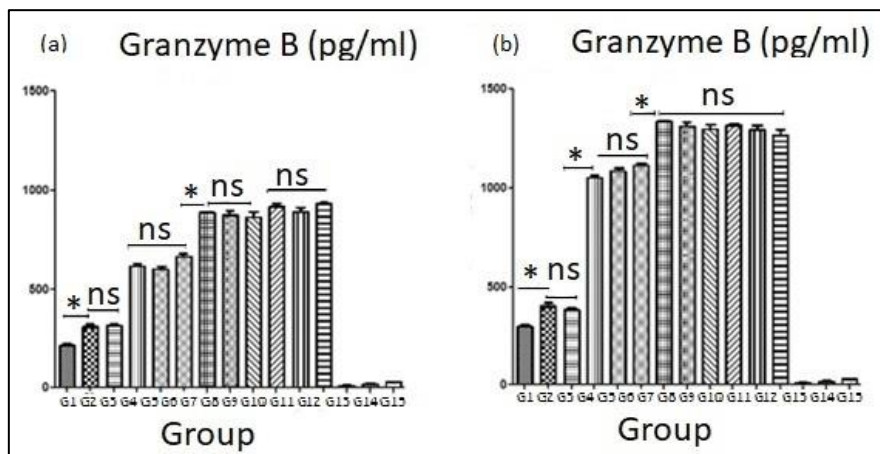 (a) Granzyme B (pg/ml)
1500
1000
500
0
* ns ns * ns ns
G1 G2 G3 G4 G5 G6 G7 G8 G9 G10 G11 G12 G13 G14 G15
Group
(b) Granzyme B (pg/ml)
1500
1000
500
0
* ns * ns * ns
G1 G2 G3 G4 G5 G6 G7 G8 G9 G10 G11 G12 G13 G14 G15
Group